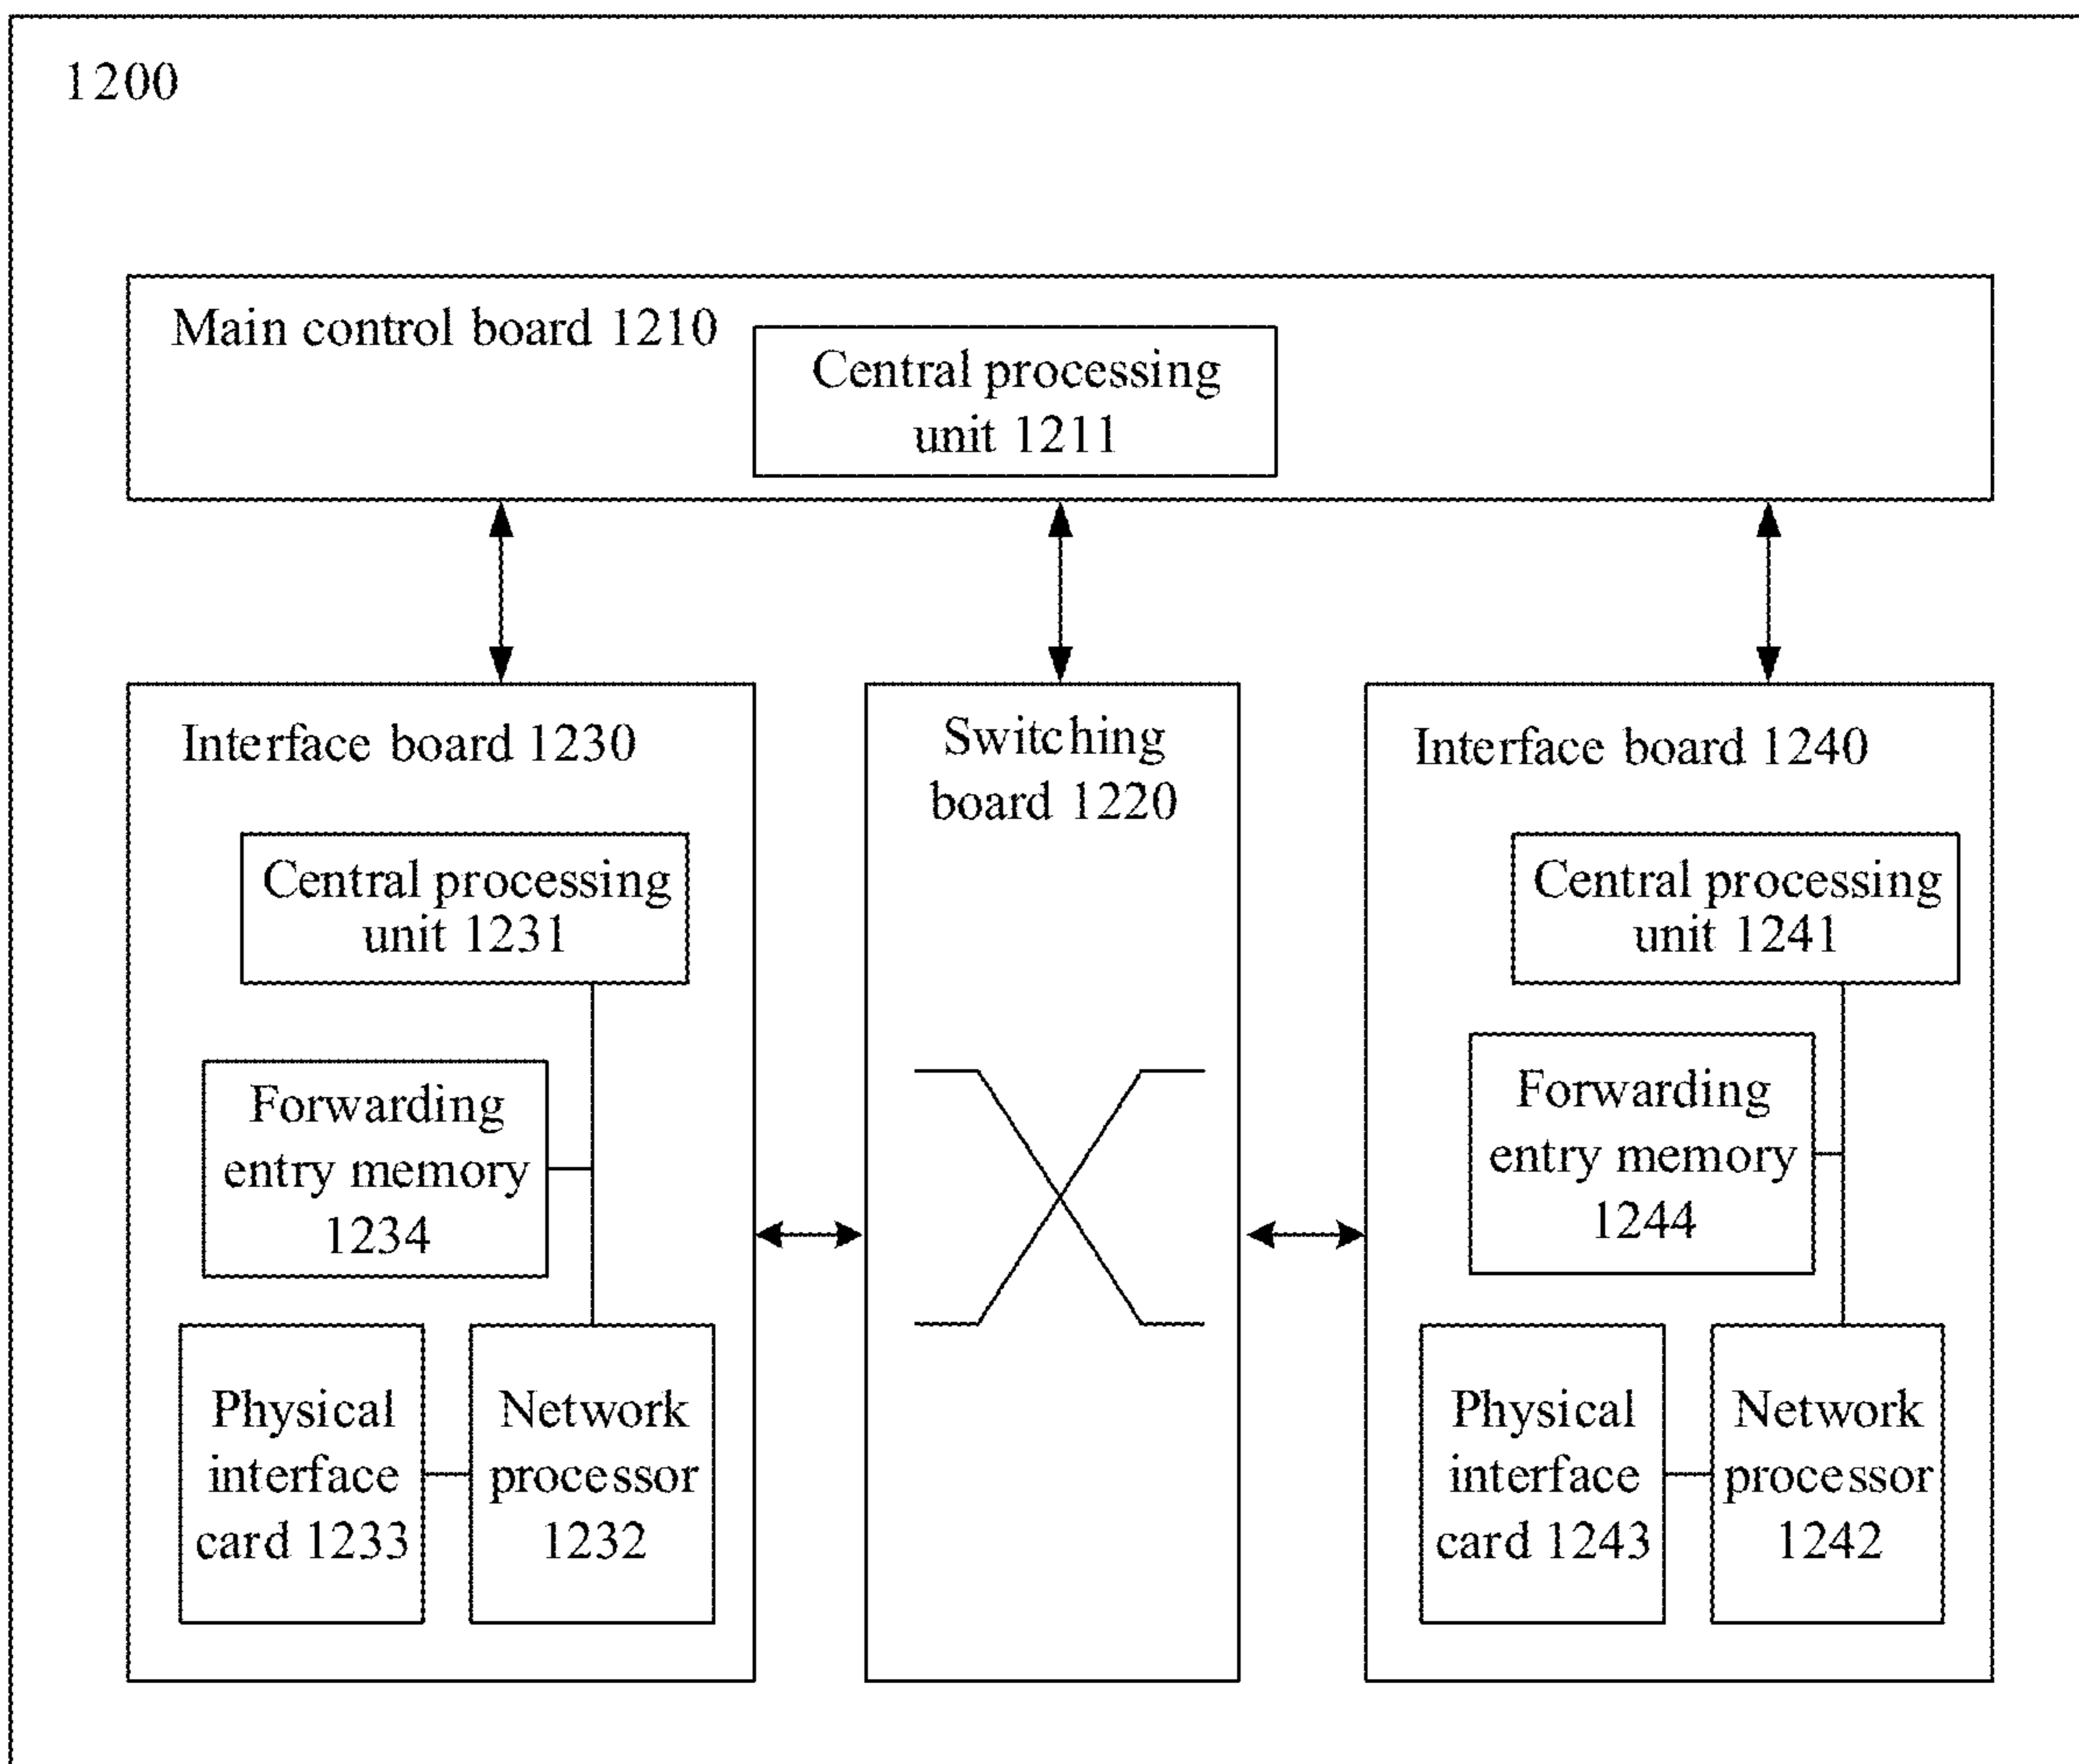 1200
Main control board 1210
Central processing
unit 1211
Interface board 1230
Central processing
unit 1231
Forwarding
entry memory
1234
Physical
interface
card 1233
Network
processor
1232
Switching
board 1220
Interface board 1240
Central processing
unit 1241
Forwarding
entry memory
1244
Physical
interface
card 1243
Network
processor
1242